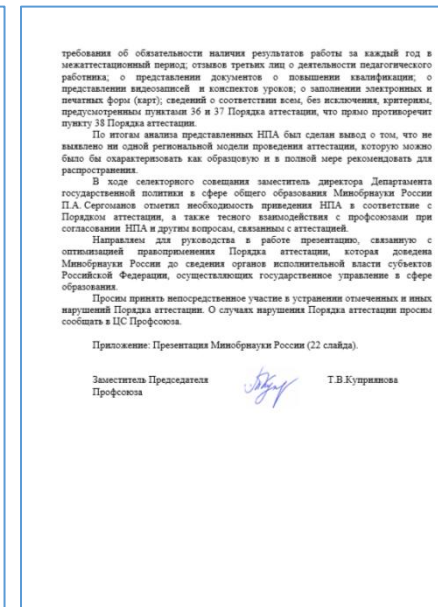 требования об обязательности наличия результатов работы за каждый год в
межаттестационный период; отзывов третьих лиц о деятельности педагогического
работника; о представлении документов о повышении квалификации; о
представлении видеозаписей и конспектов уроков; о заполнении электронных и
печатных форм (карт); сведений о соответствии всем, без исключения, критериям,
предусмотренным пунктами 36 и 37 Порядка аттестации, что прямо противоречит
пункту 38 Порядка аттестации.
По итогам анализа представленных НПА был сделан вывод о том, что не
выявлено ни одной региональной модели проведения аттестации, которую можно
было бы охарактеризовать как образцовую и в полной мере рекомендовать для
распространения.
В ходе селекторного совещания заместитель директора Департамента
государственной политики в сфере общего образования Минобрнауки России
П.А. Сергоманов отметил необходимость приведения НПА в соответствие с
Порядком аттестации, а также тесного взаимодействия с профсоюзами при
согласовании НПА и другим вопросам, связанным с аттестацией.
Направляем для руководства в работе презентацию, связанную с
оптимизацией правоприменения Порядка аттестации, которая доведена
Минобрнауки России до сведения органов исполнительной власти субъектов
Российской Федерации, осуществляющих государственное управление в сфере
образования.
Просим принять непосредственное участие в устранении отмеченных и иных
нарушений Порядка аттестации. О случаях нарушения Порядка аттестации просим
сообщать в ЦС Профсоюза.
Приложение: Презентация Минобрнауки России (22 слайда).
Заместитель Председателя Т.В.Куприянова
Профсоюза